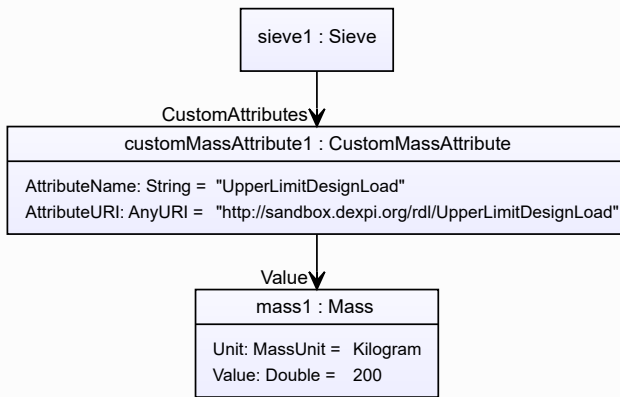 sieve1 : Sieve
CustomAttributes
customMassAttribute1 : CustomMassAttribute
AttributeName: String = "UpperLimitDesignLoad"
AttributeURI: AnyURI = "http://sandbox.dexpi.org/rdl/UpperLimitDesignLoad"
Value
mass1 : Mass
Unit: MassUnit = Kilogram
Value: Double = 200